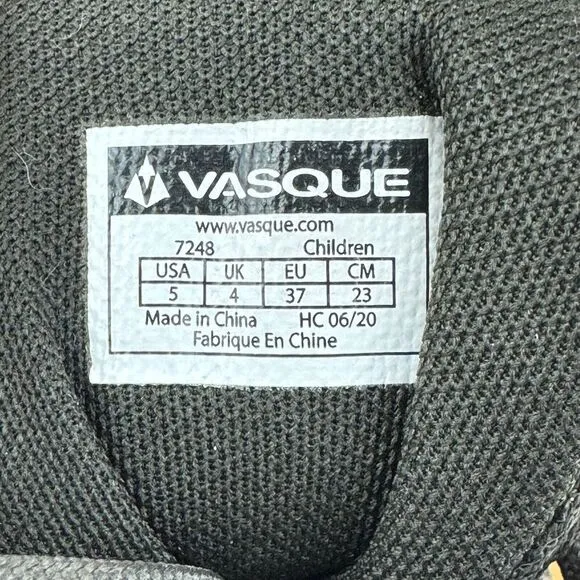 VASQUE
www.vasque.com
7248 Children
USA UK EU CM
5 4 37 23
Made in China HC 06/20
Fabrique En Chine